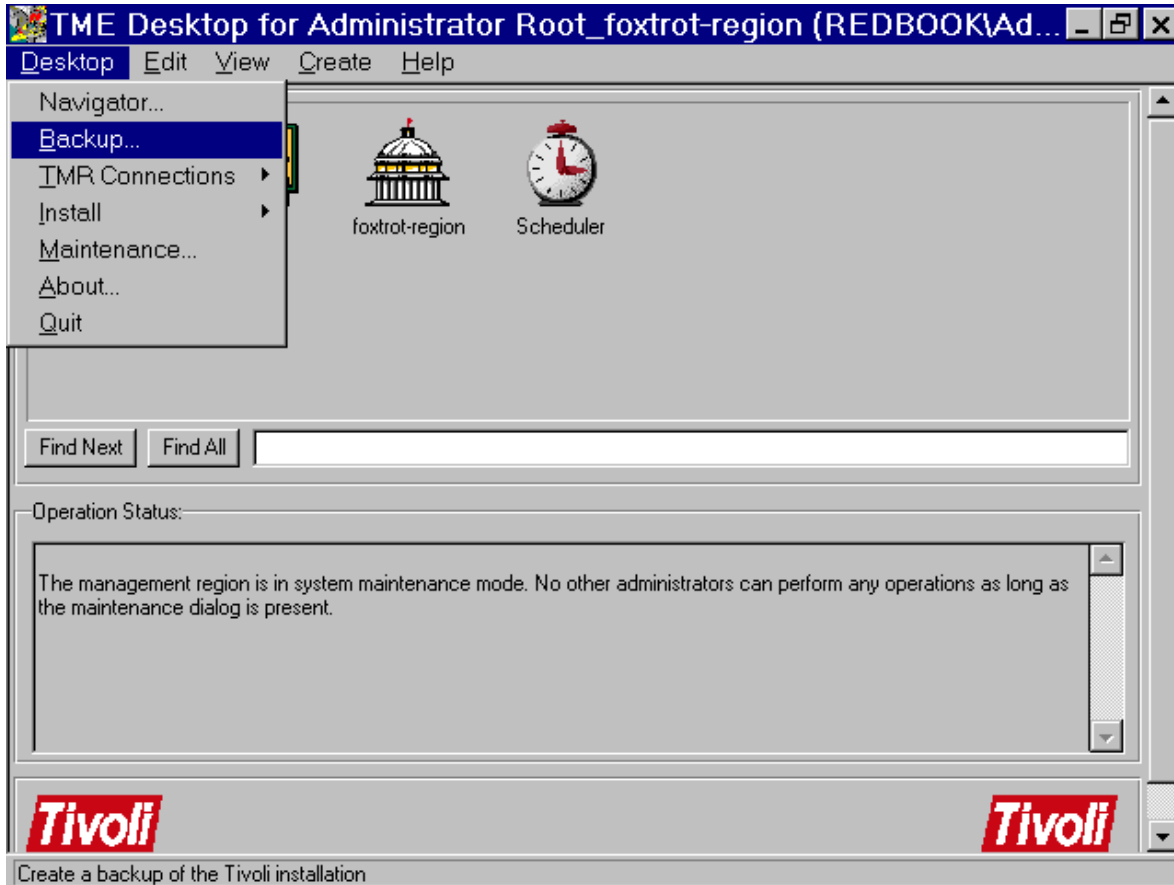 TME Desktop for Administrator Root_foxtrot-region (REDBOOK\Ad...
Desktop Edit View Create Help
Navigator...
Backup...
TMR Connections
Install
Maintenance...
About...
Quit
foxtrot-region
Scheduler
Find Next
Find All
Operation Status:
The management region is in system maintenance mode. No other administrators can perform any operations as long as
the maintenance dialog is present.
Tivoli
Tivoli
Create a backup of the Tivoli installation